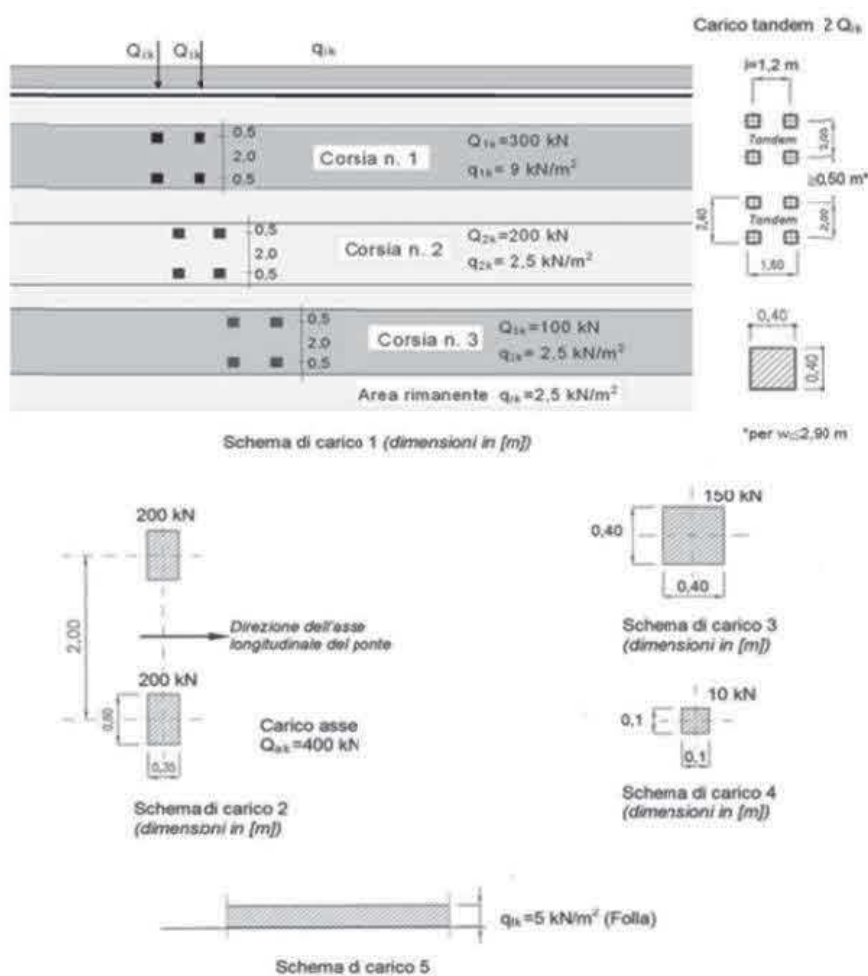 Carico tandem 2 Qik
Qik Qik qik
j=1,2 m
Tandem
2,00
≥0,50 m*
Tandem
2,00
2,40
1,60
0,5
2.0
0.5
Corsia n. 1
Q1k=300 kN
q1k= 9 kN/m²
0.5
2.0
0.5
Corsia n. 2
Q2k=200 kN
q2k= 2,5 kN/m²
0.5
2.0
0.5
Corsia n. 3
Q3k=100 kN
q3k= 2,5 kN/m²
Area rimanente qrk=2,5 kN/m²
0,40
0,40
*per wL≤2,90 m
Schema di carico 1 (dimensioni in [m])
200 kN
2,00
Direzione dell'asse
longitudinale del ponte
200 kN
0,60
0,35
Carico asse
Qak=400 kN
Schema di carico 2
(dimensioni in [m])
150 kN
0,40
0,40
Schema di carico 3
(dimensioni in [m])
10 kN
0,1
0,1
Schema di carico 4
(dimensioni in [m])
qfk=5 kN/m² (Folla)
Schema di carico 5